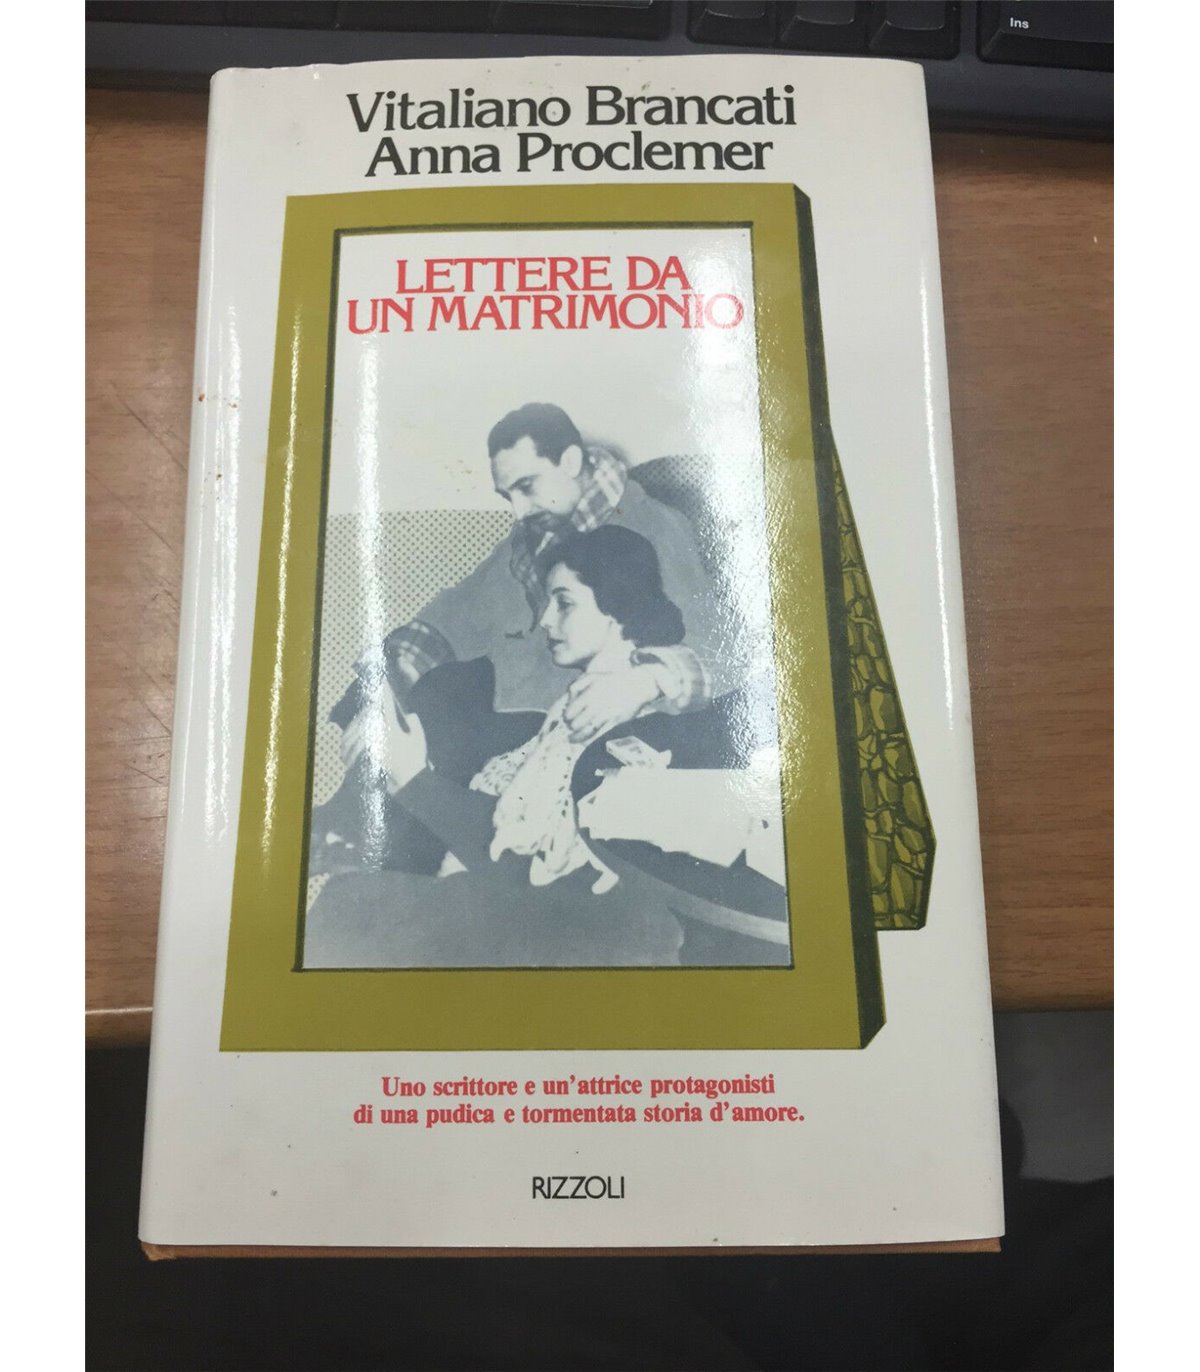 Ins
Vitaliano Brancati
Anna Proclemer
LETTERE DA
UN MATRIMONIO
Uno scrittore e un'attrice protagonisti
di una pudica e tormentata storia d'amore.
RIZZOLI